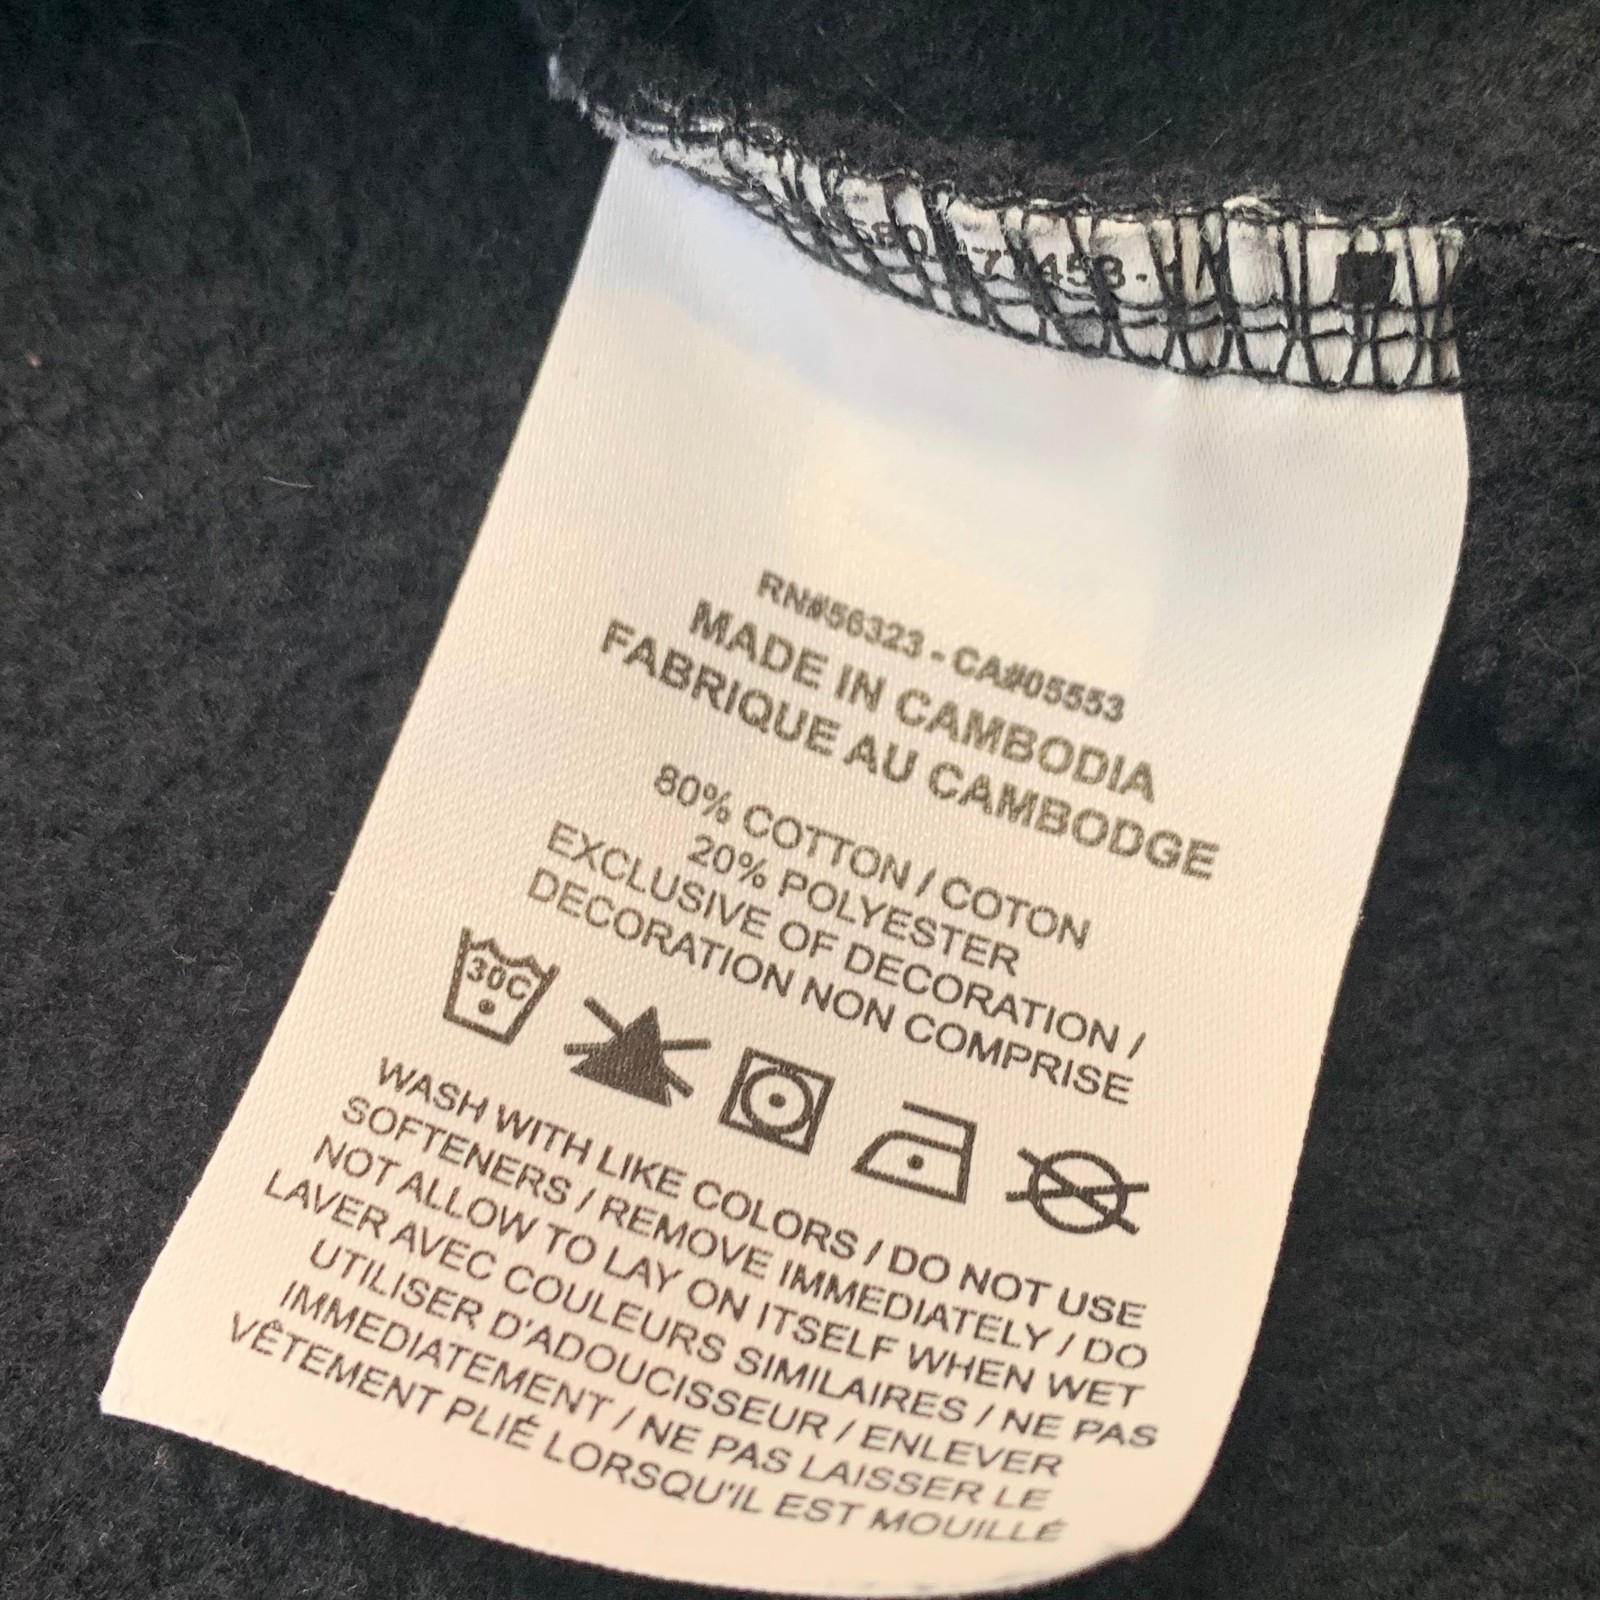 RN#56323 - CA#05553
MADE IN CAMBODIA
FABRIQUE AU CAMBODGE
80% COTTON / COTON
20% POLYESTER
EXCLUSIVE OF DECORATION /
DECORATION NON COMPRISE
30C
WASH WITH LIKE COLORS / DO NOT USE
SOFTENERS / REMOVE IMMEDIATELY / DO
NOT ALLOW TO LAY ON ITSELF WHEN WET
LAVER AVEC COULEURS SIMILAIRES / NE PAS
UTILISER D'ADOUCISSEUR / ENLEVER
IMMEDIATEMENT / NE PAS LAISSER LE
VÊTEMENT PLIÉ LORSQU'IL EST MOUILLÉ